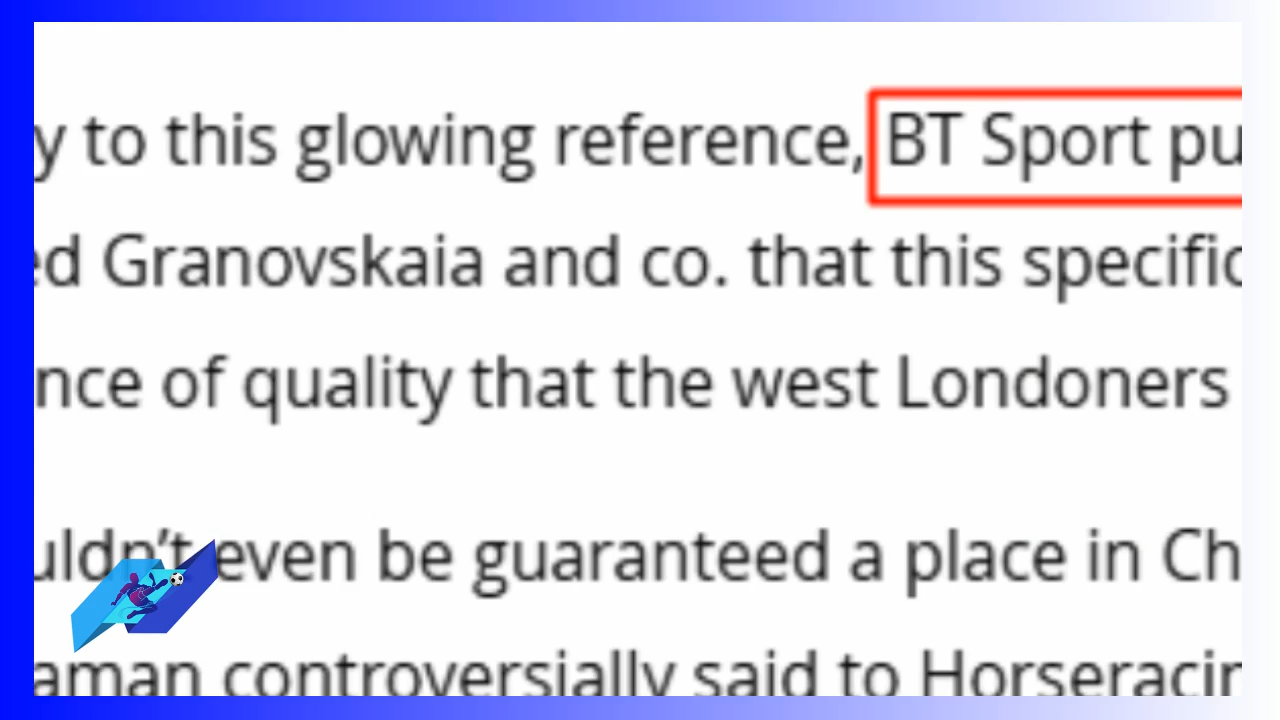 y to this glowing reference, BT Sport pu
ed Granovskaia and co. that this specific
nce of quality that the west Londoners
uldn't even be guaranteed a place in Ch
aman controversially said to Horseracin